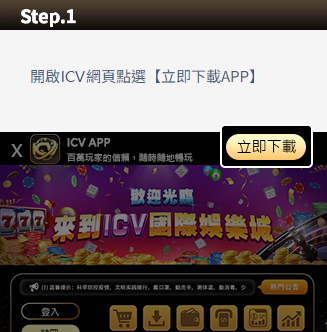 Step.1
開啟ICV網頁點選【立即下載APP】
X
ICV APP
百萬玩家的信賴，隨時隨地暢玩
立即下載
歡迎光臨
777
來到ICV國際娛樂城
登入
熱門公告